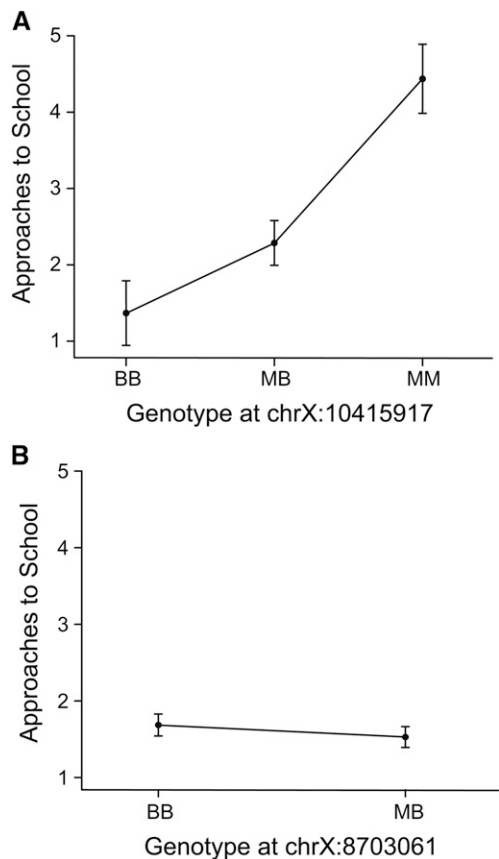 A
Approaches to School
5
4
3
2
1
BB MB MM
Genotype at chrX:10415917
B
Approaches to School
5
4
3
2
1
BB MB
Genotype at chrX:8703061